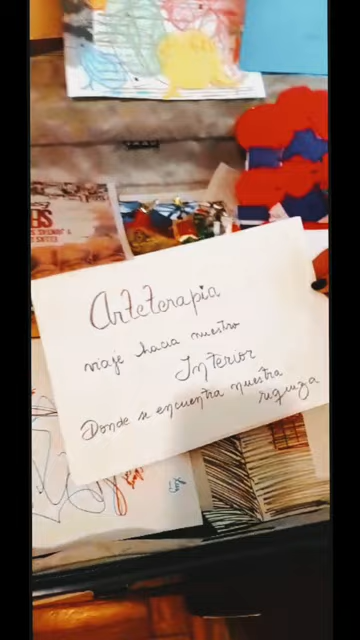 Arteterapia
viaje hacia nuestro
Interior
Donde se encuentra nuestra
riqueza